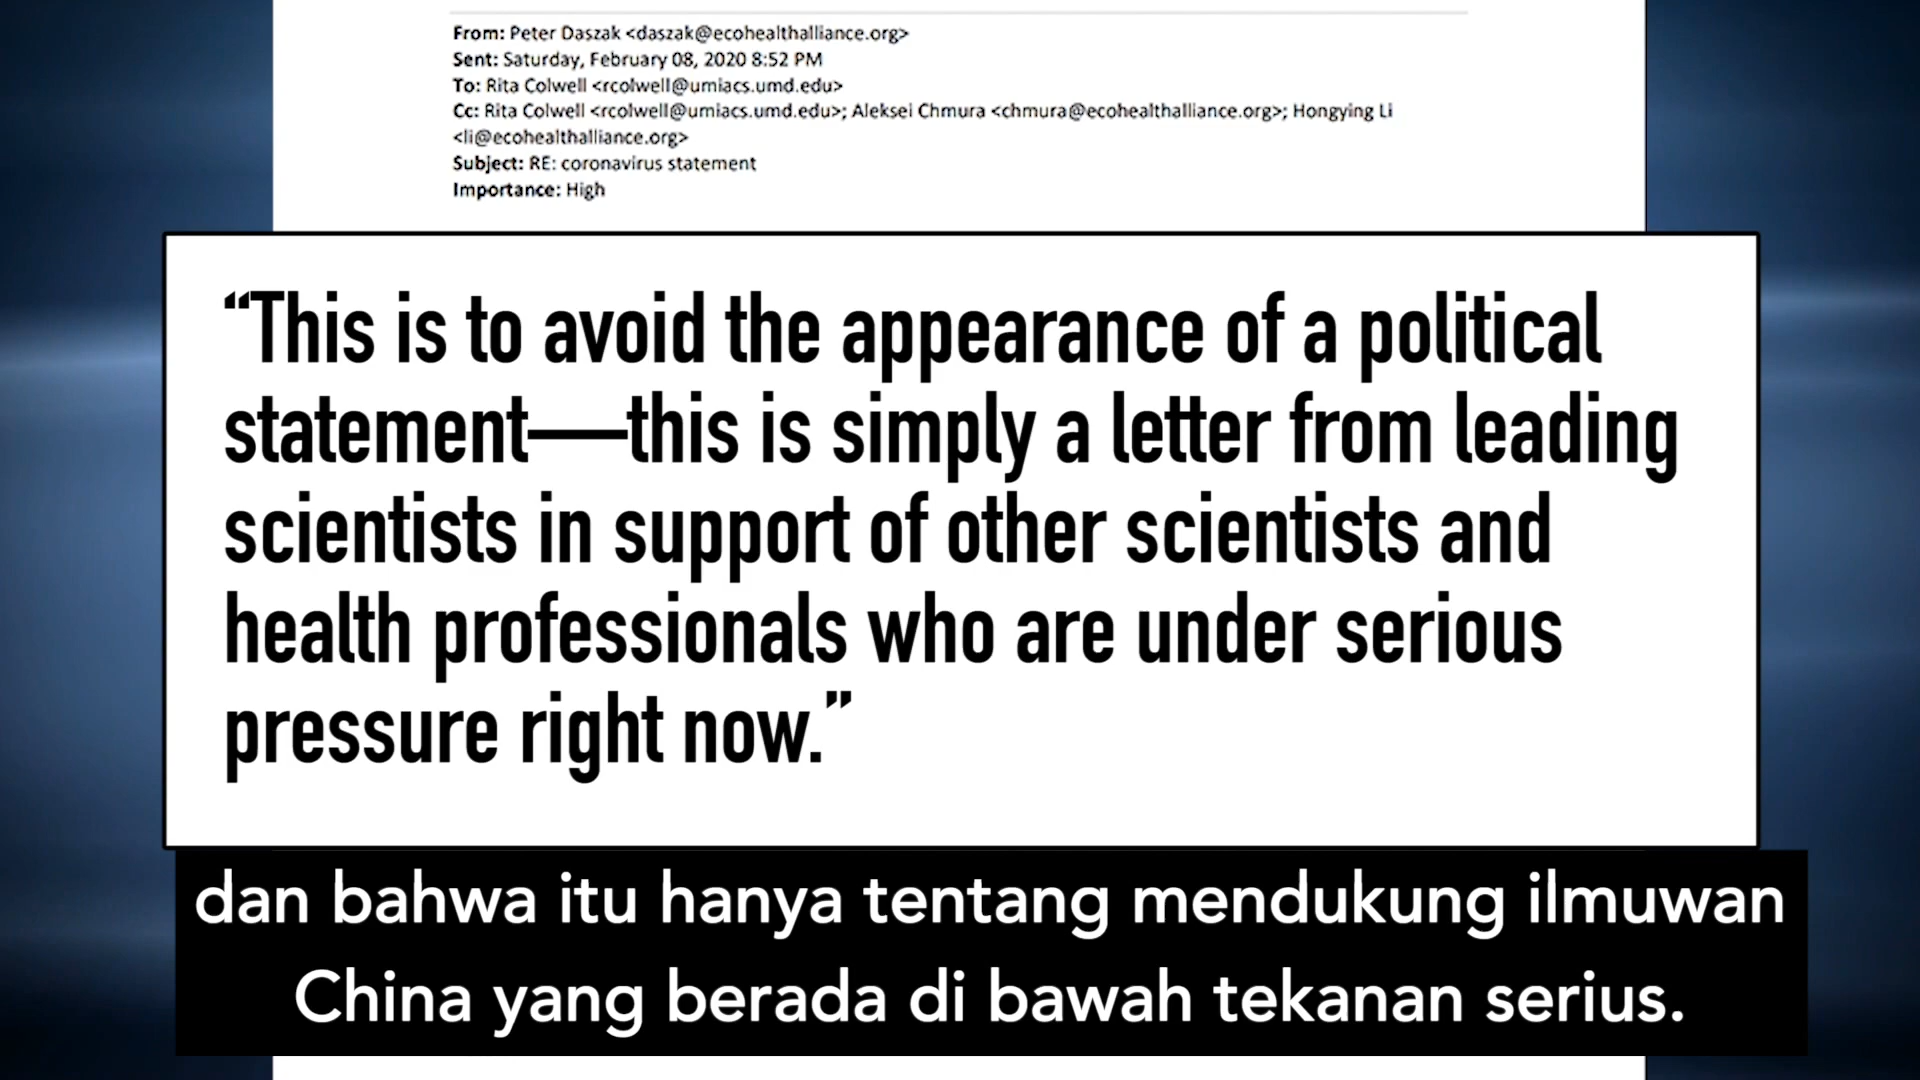 From: Peter Daszak <daszak@ecohealthalliance.org>
Sent: Saturday, February 08, 2020 8:52 PM
To: Rita Colwell <rcolwell@umiacs.umd.edu>
Cc: Rita Colwell <rcolwell@umiacs.umd.edu>; Aleksei Chmura <chmura@ecohealthalliance.org>; Hongying Li
<li@ecohealthalliance.org>
Subject: RE: coronavirus statement
Importance: High
“This is to avoid the appearance of a political
statement—this is simply a letter from leading
scientists in support of other scientists and
health professionals who are under serious
pressure right now.”
dan bahwa itu hanya tentang mendukung ilmuwan
China yang berada di bawah tekanan serius.